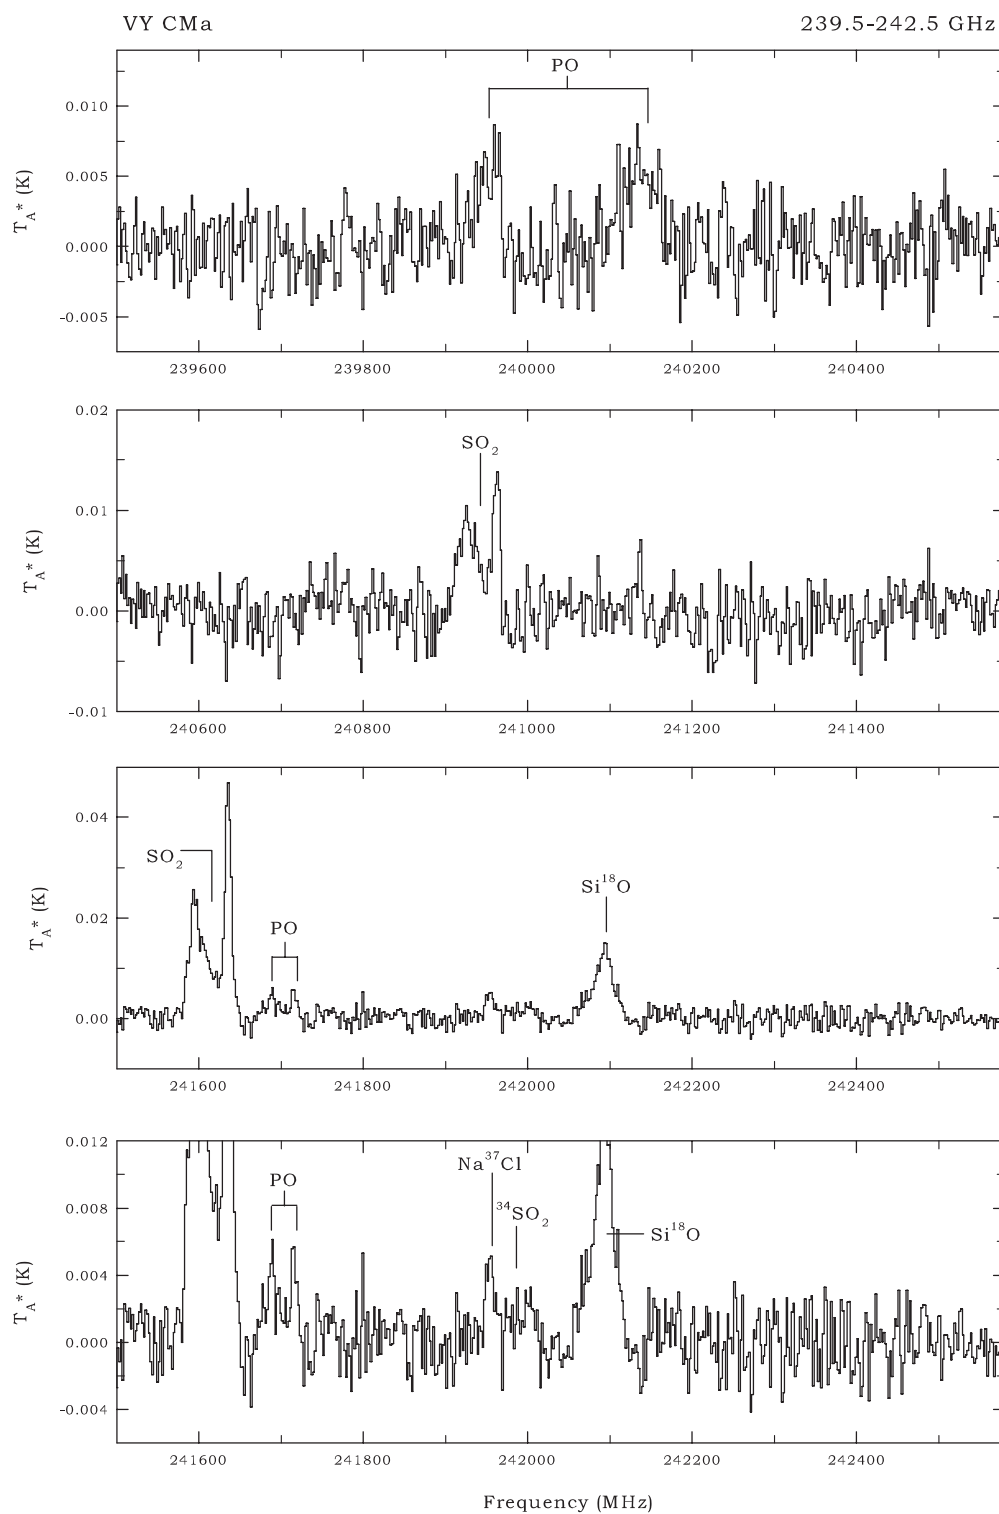 VY CMa 239.5-242.5 GHz
PO
0.010
0.005
0.000
-0.005
T_A* (K)
239600 239800 240000 240200 240400
0.02
SO₂
0.01
0.00
-0.01
T_A* (K)
240600 240800 241000 241200 241400
0.04
SO₂
Si¹⁸O
PO
0.02
0.00
T_A* (K)
241600 241800 242000 242200 242400
0.012
Na³⁷Cl
PO
³⁴SO₂
0.008
Si¹⁸O
0.004
0.000
-0.004
T_A* (K)
241600 241800 242000 242200 242400
Frequency (MHz)